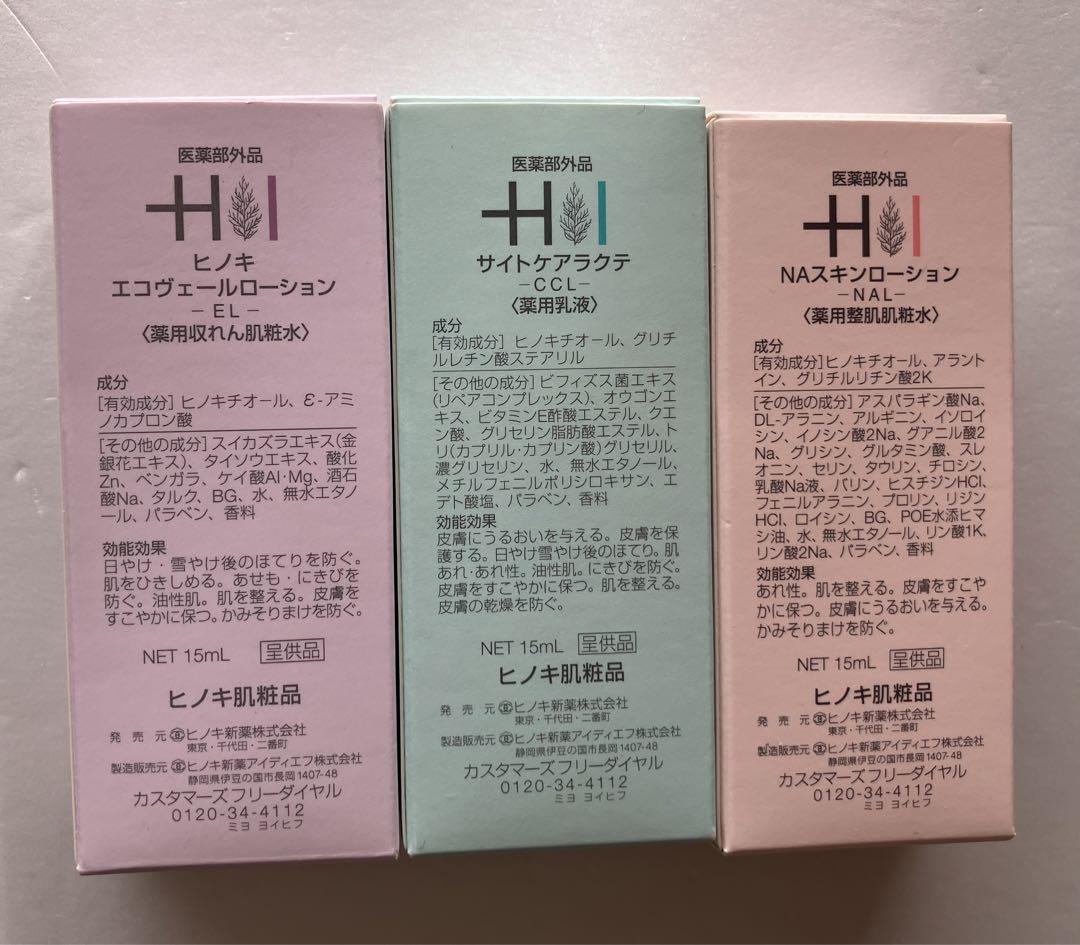 医薬部外品
HI
ヒノキ
エコヴェールローション
-EL-
〈薬用収れん肌粧水〉
成分
[有効成分] ヒノキチオール、ε-アミ
ノカプロン酸
[その他の成分] スイカズラエキス(金
銀花エキス)、タイソウエキス、酸化
Zn、ベンガラ、ケイ酸Al・Mg、酒石
酸Na、タルク、BG、水、無水エタノ
ール、パラベン、香料
効能効果
日やけ・雪やけ後のほてりを防ぐ。
肌をひきしめる。あせも・にきびを
防ぐ。油性肌。肌を整える。皮膚を
すこやかに保つ。かみそりまけを防ぐ。
NET 15mL 呈供品
ヒノキ肌粧品
発売元 ヒノキ新薬株式会社
東京・千代田・二番町
製造販売元 ヒノキ新薬アイディエフ株式会社
静岡県伊豆の国市長岡1407-48
カスタマーズフリーダイヤル
0120-34-4112
ミヨ ヨイヒフ
医薬部外品
HI
サイトケアラクテ
-CCL-
〈薬用乳液〉
成分
[有効成分] ヒノキチオール、グリチ
ルレチン酸ステアリル
[その他の成分] ビフィズス菌エキス
(リペアコンプレックス)、オウゴンエ
キス、ビタミンE酢酸エステル、クエ
ン酸、グリセリン脂肪酸エステル、ト
リ(カプリル・カプリン酸)グリセリル、
濃グリセリン、水、無水エタノール、
メチルフェニルポリシロキサン、エ
デト酸塩、パラベン、香料
効能効果
皮膚にうるおいを与える。皮膚を保
護する。日やけ雪やけ後のほてり。肌
あれ・あれ性。油性肌。にきびを防ぐ。
皮膚をすこやかに保つ。肌を整える。
皮膚の乾燥を防ぐ。
NET 15mL 呈供品
ヒノキ肌粧品
発売元 ヒノキ新薬株式会社
東京・千代田・二番町
製造販売元 ヒノキ新薬アイディエフ株式会社
静岡県伊豆の国市長岡1407-48
カスタマーズフリーダイヤル
0120-34-4112
ミヨ ヨイヒフ
医薬部外品
HI
NAスキンローション
-NAL-
〈薬用整肌肌粧水〉
成分
[有効成分]ヒノキチオール、アラント
イン、グリチルリチン酸2K
[その他の成分] アスパラギン酸Na、
DL-アラニン、アルギニン、イソロイ
シン、イノシン酸2Na、グアニル酸2
Na、グリシン、グルタミン酸、スレ
オニン、セリン、タウリン、チロシン、
乳酸Na液、バリン、ヒスチジンHCl、
フェニルアラニン、プロリン、リジン
HCl、ロイシン、BG、POE水添ヒマ
シ油、水、無水エタノール、リン酸1K、
リン酸2Na、パラベン、香料
効能効果
あれ性。肌を整える。皮膚をすこや
かに保つ。皮膚にうるおいを与える。
かみそりまけを防ぐ。
NET 15mL 呈供品
ヒノキ肌粧品
発売元 ヒノキ新薬株式会社
東京・千代田・二番町
製造販売元 ヒノキ新薬アイディエフ株式会社
静岡県伊豆の国市長岡1407-48
カスタマーズフリーダイヤル
0120-34-4112
ミヨ ヨイヒフ